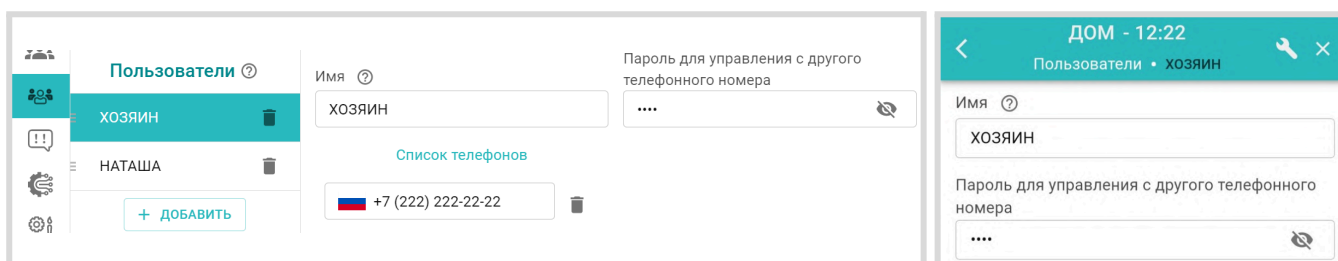 Пользователи
ХОЗЯИН
НАТАША
+ ДОБАВИТЬ
Имя
ХОЗЯИН
Пароль для управления с другого
телефонного номера
••••
Список телефонов
+7 (222) 222-22-22
ДОМ - 12:22
Пользователи • ХОЗЯИН
Имя
ХОЗЯИН
Пароль для управления с другого телефонного
номера
••••